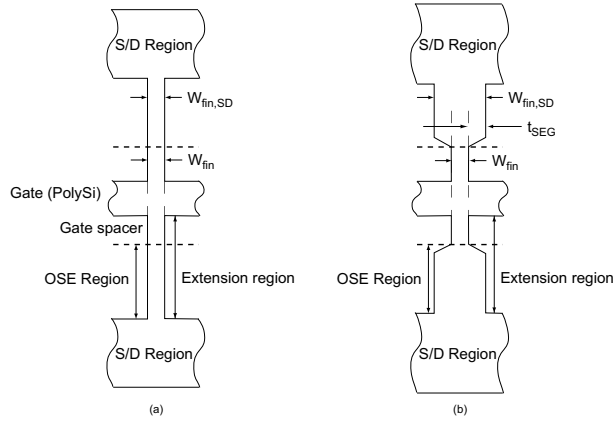 S/D Region
W_fin,SD
W_fin
Gate (PolySi)
Gate spacer
OSE Region
Extension region
S/D Region
(a)
S/D Region
W_fin,SD
t_SEG
W_fin
OSE Region
Extension region
S/D Region
(b)